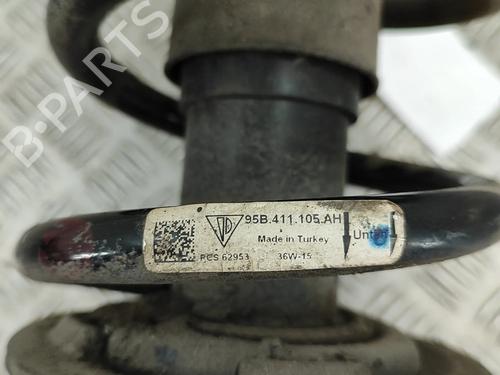 B-PARTS
95B.411.105.AH
Made in Turkey
Unten
PCS 62953 36W-15